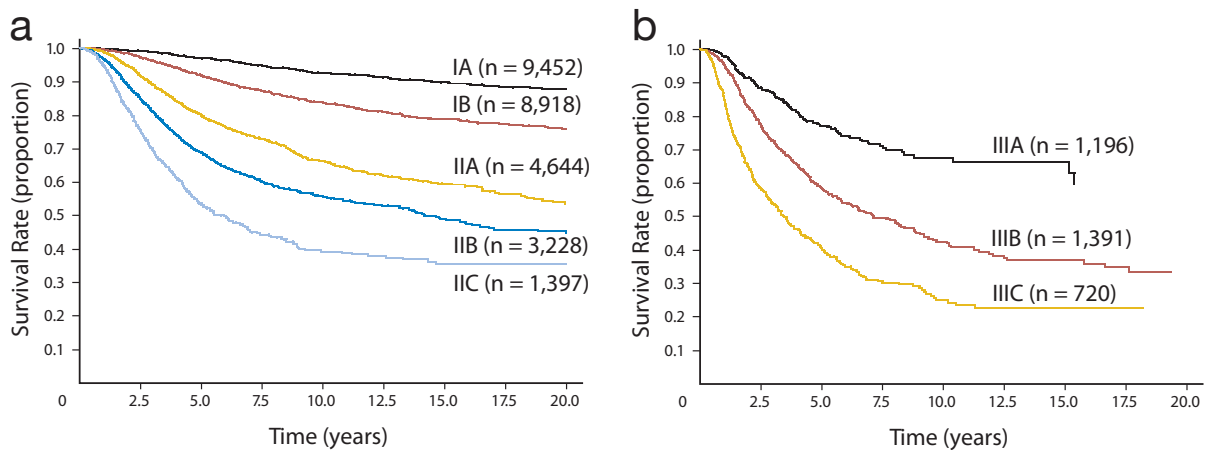 a
Survival Rate (proportion)
1.0
0.9
0.8
0.7
0.6
0.5
0.4
0.3
0.2
0.1
0
2.5
5.0
7.5
10.0
12.5
15.0
17.5
20.0
Time (years)
IA (n = 9,452)
IB (n = 8,918)
IIA (n = 4,644)
IIB (n = 3,228)
IIC (n = 1,397)
b
Survival Rate (proportion)
1.0
0.9
0.8
0.7
0.6
0.5
0.4
0.3
0.2
0.1
0
2.5
5.0
7.5
10.0
12.5
15.0
17.5
20.0
Time (years)
IIIA (n = 1,196)
IIIB (n = 1,391)
IIIC (n = 720)